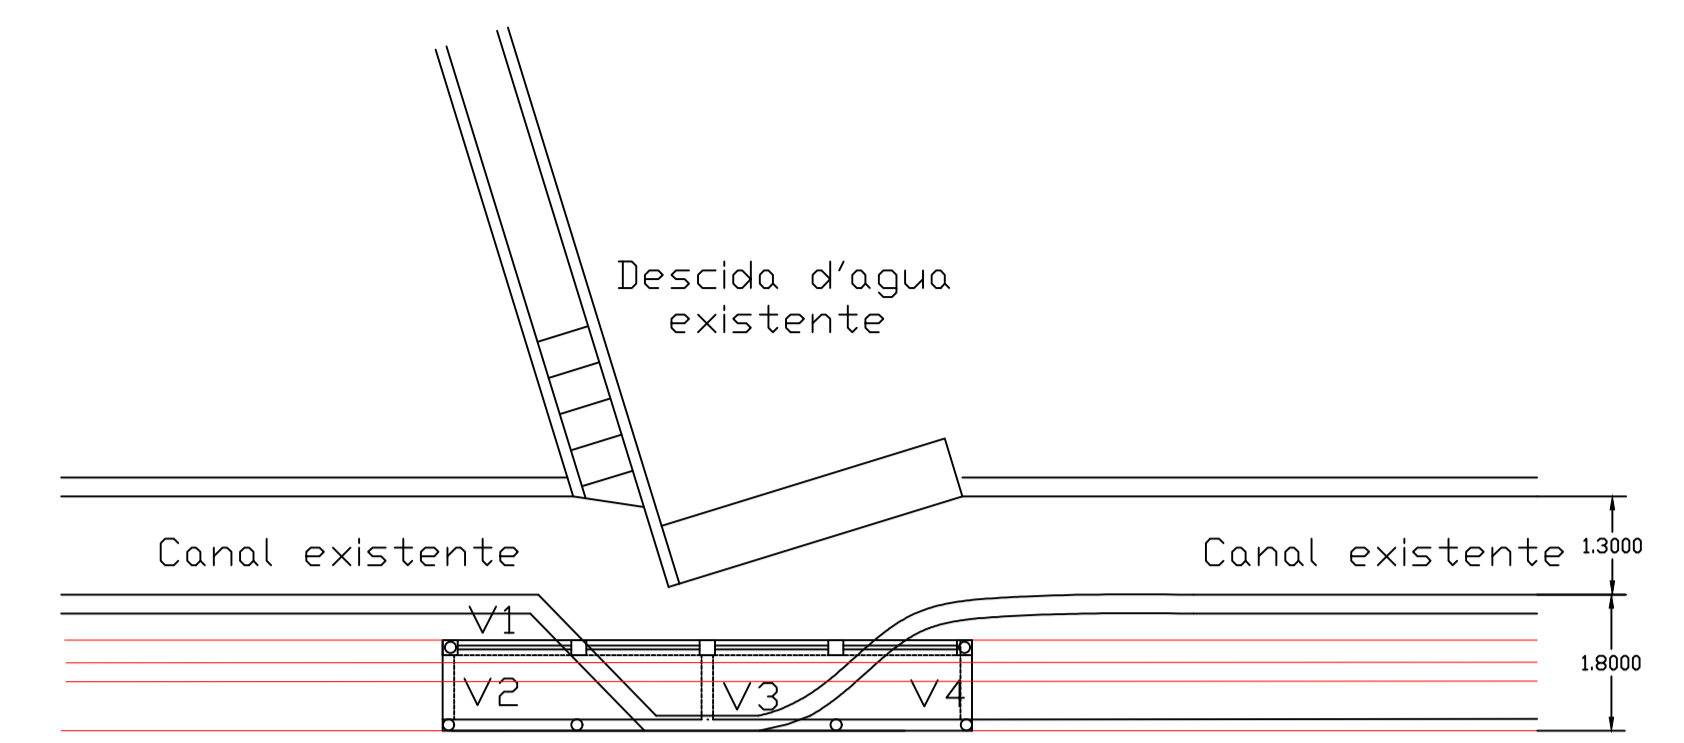 Descida d'agua
existente
Canal existente
Canal existente
1.3000
V1
1.8000
V2
V3
V4